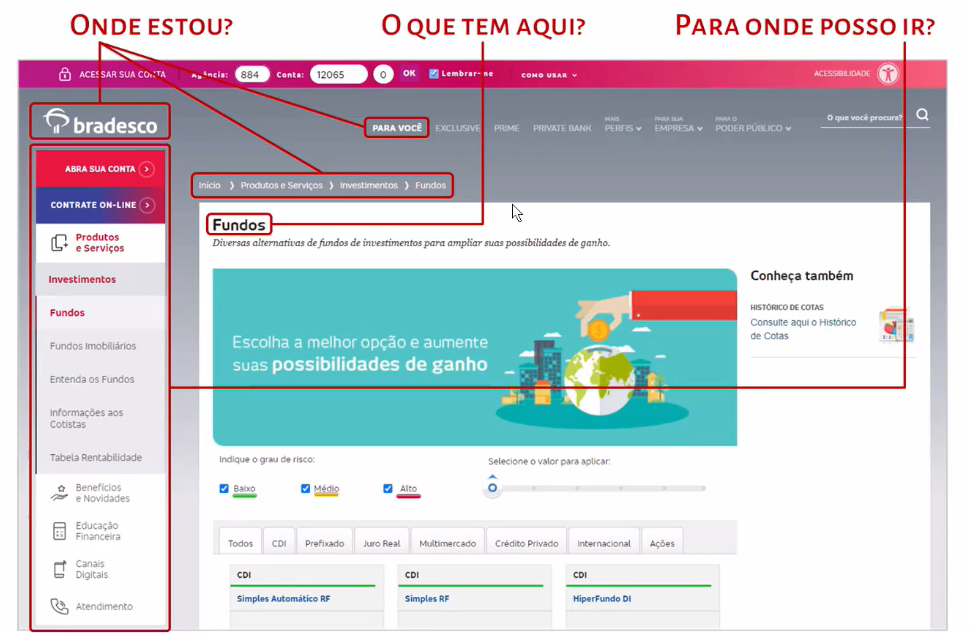 ONDE ESTOU?
O QUE TEM AQUI?
PARA ONDE POSSO IR?
ACESSAR SUA CONTA
Agência:
884
Conta:
12065
0
OK
Lembrar-me
COMO USAR
ACESSIBILIDADE
bradesco
PARA VOCÊ
EXCLUSIVE
PRIME
PRIVATE BANK
MAIS
PERFIS
PARA SUA
EMPRESA
PARA O
PODER PÚBLICO
O que você procura?
ABRA SUA CONTA
CONTRATE ON-LINE
Produtos
e Serviços
Investimentos
Fundos
Fundos Imobiliários
Entenda os Fundos
Informações aos
Cotistas
Tabela Rentabilidade
Benefícios
e Novidades
Educação
Financeira
Canais
Digitais
Atendimento
Início
Produtos e Serviços
Investimentos
Fundos
Fundos
Diversas alternativas de fundos de investimentos para ampliar suas possibilidades de ganho.
Escolha a melhor opção e aumente
suas possibilidades de ganho
Conheça também
HISTÓRICO DE COTAS
Consulte aqui o Histórico
de Cotas
Indique o grau de risco:
Baixo
Médio
Alto
Selecione o valor para aplicar:
Todos
CDI
Prefixado
Juro Real
Multimercado
Crédito Privado
Internacional
Ações
CDI
Simples Automático RF
CDI
Simples RF
CDI
HiperFundo DI